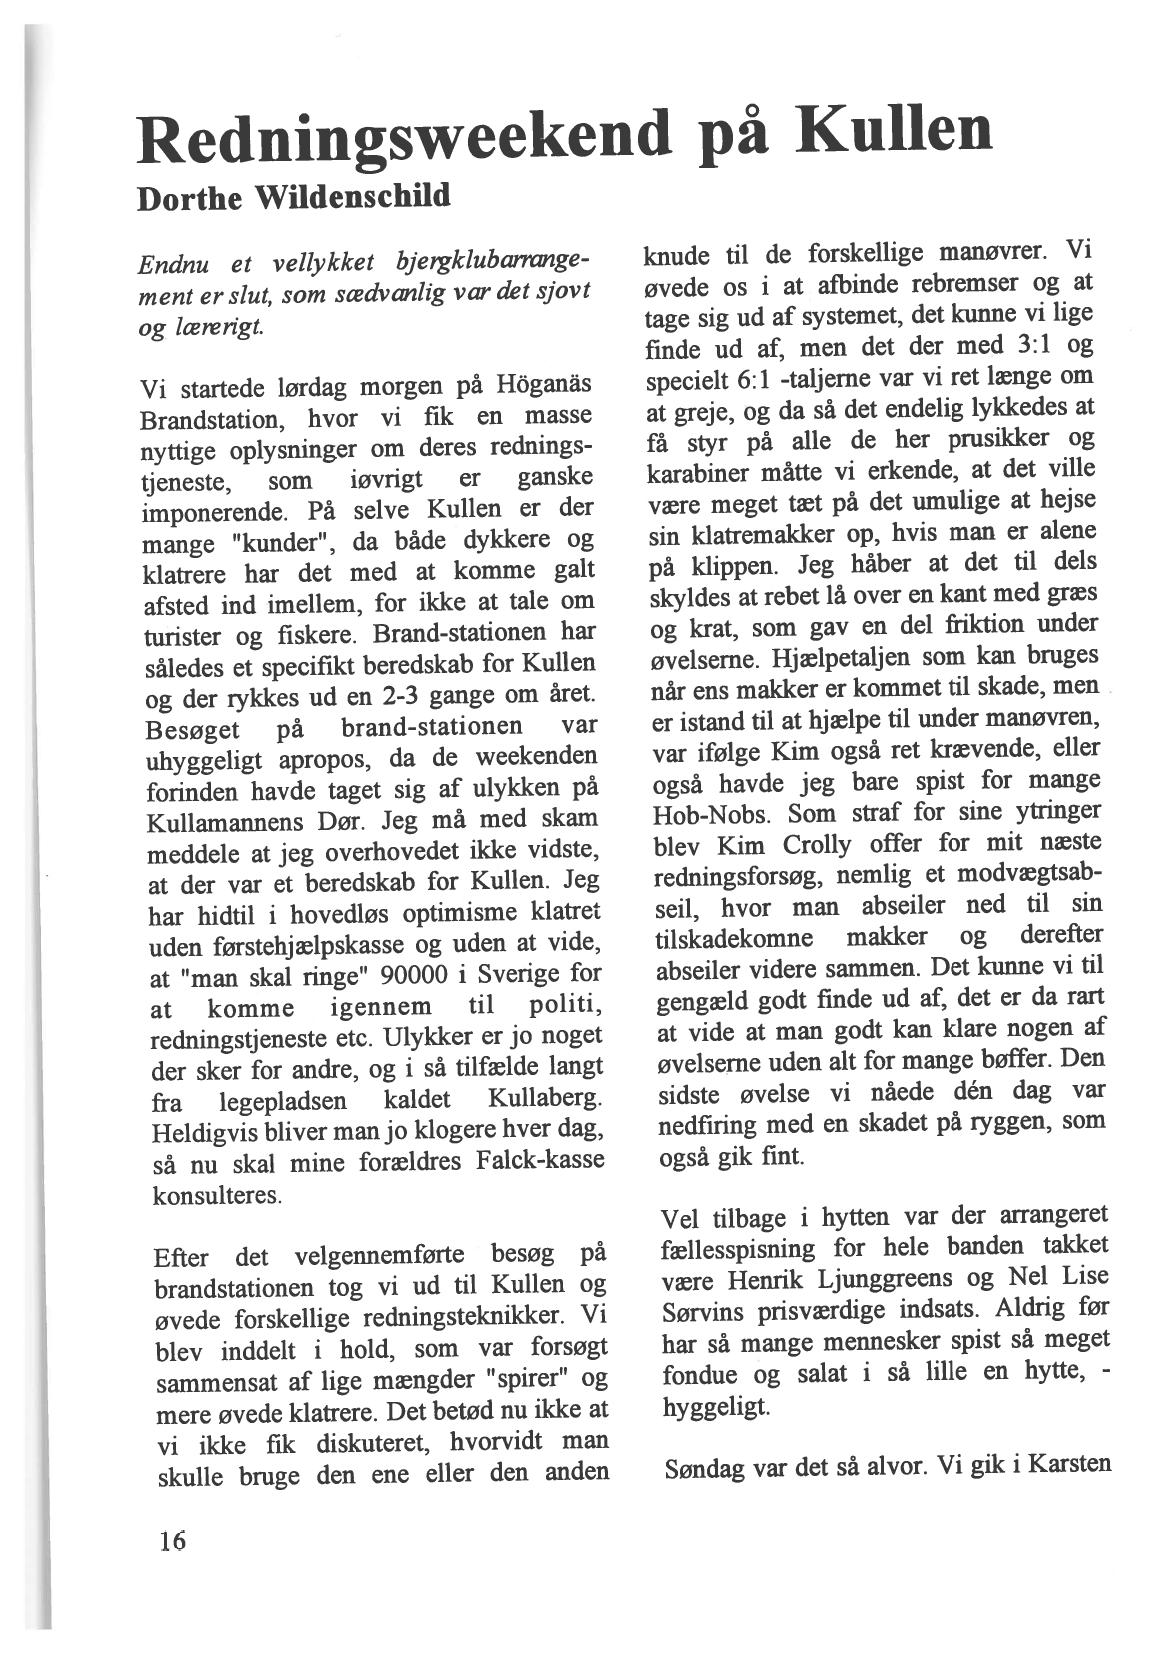 Redningsweekend på Kullen
Dorthe Wildenschild
Endnu et vellykket bjergklubarrange-
ment er slut, som sædvanlig var det sjovt
og lærerigt.
Vi startede lørdag morgen på Höganäs
Brandstation, hvor vi fik en masse
nyttige oplysninger om deres rednings-
tjeneste, som iøvrigt er ganske
imponerende. På selve Kullen er der
mange "kunder", da både dykkere og
klatrere har det med at komme galt
afsted ind imellem, for ikke at tale om
turister og fiskere. Brand-stationen har
således et specifikt beredskab for Kullen
og der rykkes ud en 2-3 gange om året.
Besøget på brand-stationen var
uhyggeligt apropos, da de weekenden
forinden havde taget sig af ulykken på
Kullamannens Dør. Jeg må med skam
meddele at jeg overhovedet ikke vidste,
at der var et beredskab for Kullen. Jeg
har hidtil i hovedløs optimisme klatret
uden førstehjælpskasse og uden at vide,
at "man skal ringe" 90000 i Sverige for
at komme igennem til politi,
redningstjeneste etc. Ulykker er jo noget
der sker for andre, og i så tilfælde langt
fra legepladsen kaldet Kullaberg.
Heldigvis bliver man jo klogere hver dag,
så nu skal mine forældres Falck-kasse
konsulteres.
Efter det velgennemførte besøg på
brandstationen tog vi ud til Kullen og
øvede forskellige redningsteknikker. Vi
blev inddelt i hold, som var forsøgt
sammensat af lige mængder "spirer" og
mere øvede klatrere. Det betød nu ikke at
vi ikke fik diskuteret, hvorvidt man
skulle bruge den ene eller den anden
knude til de forskellige manøvrer. Vi
øvede os i at afbinde rebremser og at
tage sig ud af systemet, det kunne vi lige
finde ud af, men det der med 3:1 og
specielt 6:1 -taljerne var vi ret længe om
at greje, og da så det endelig lykkedes at
få styr på alle de her prusikker og
karabiner måtte vi erkende, at det ville
være meget tæt på det umulige at hejse
sin klatremakker op, hvis man er alene
på klippen. Jeg håber at det til dels
skyldes at rebet lå over en kant med græs
og krat, som gav en del friktion under
øvelserne. Hjælpetaljen som kan bruges
når ens makker er kommet til skade, men
er istand til at hjælpe til under manøvren,
var ifølge Kim også ret krævende, eller
også havde jeg bare spist for mange
Hob-Nobs. Som straf for sine ytringer
blev Kim Crolly offer for mit næste
redningsforsøg, nemlig et modvægtsab-
seil, hvor man abseiler ned til sin
tilskadekomne makker og derefter
abseiler videre sammen. Det kunne vi til
gengæld godt finde ud af, det er da rart
at vide at man godt kan klare nogen af
øvelserne uden alt for mange bøffer. Den
sidste øvelse vi nåede dén dag var
nedfiring med en skadet på ryggen, som
også gik fint.
Vel tilbage i hytten var der arrangeret
fællesspisning for hele banden takket
være Henrik Ljunggreens og Nel Lise
Sørvins prisværdige indsats. Aldrig før
har så mange mennesker spist så meget
fondue og salat i så lille en hytte, -
hyggeligt.
Søndag var det så alvor. Vi gik i Karsten
16